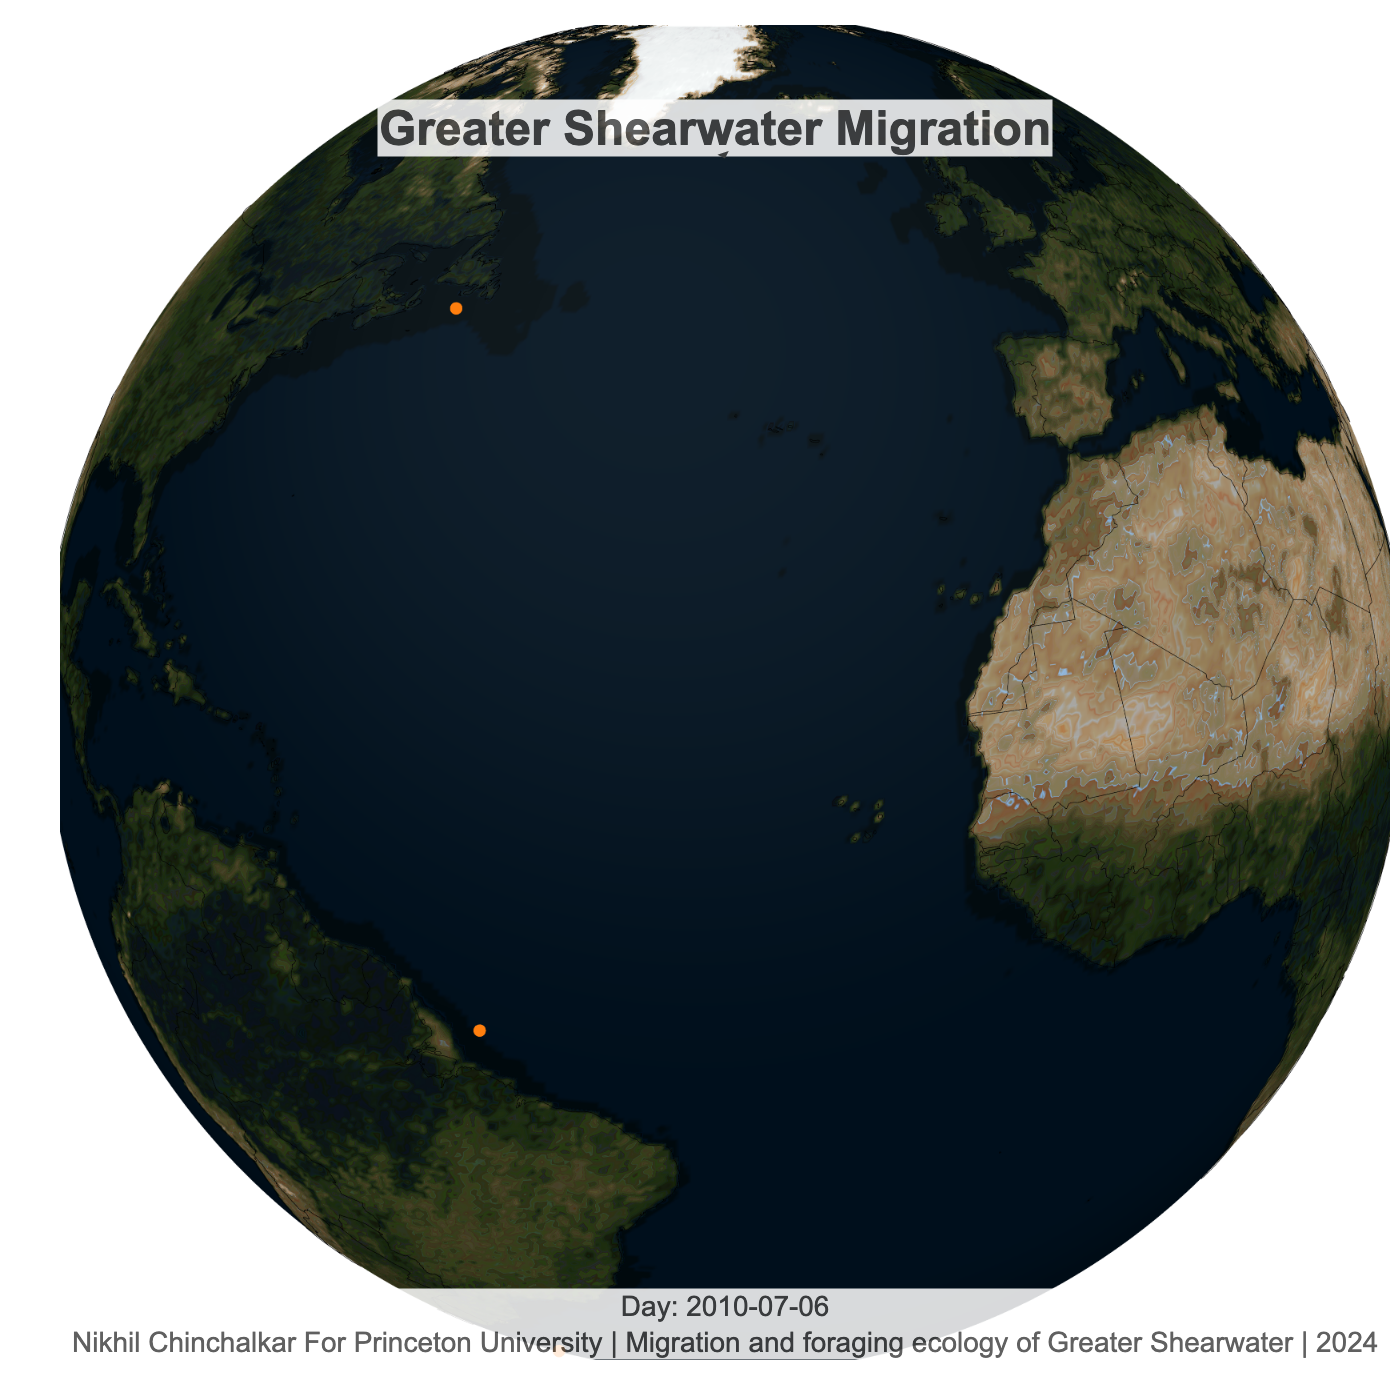 Greater Shearwater Migration
Day: 2010-07-06
Nikhil Chinchalkar For Princeton University | Migration and foraging ecology of Greater Shearwater | 2024